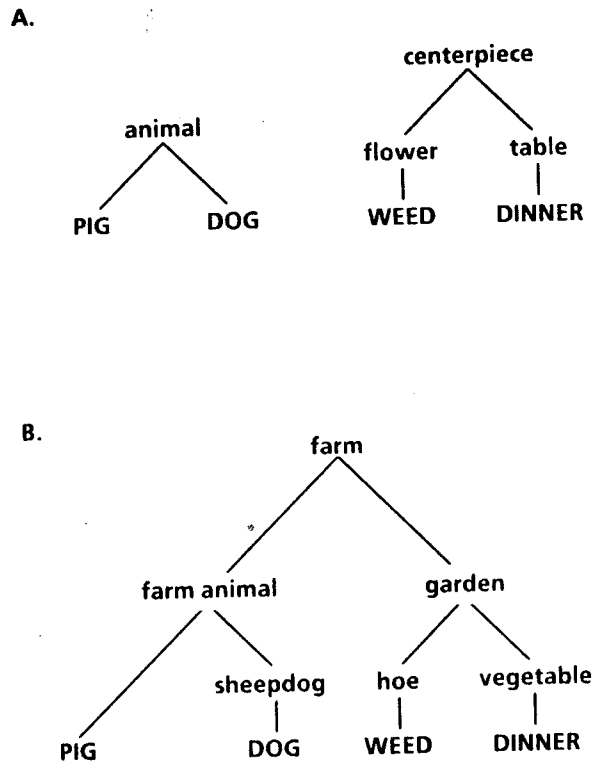 A.
centerpiece
animal
flower table
PIG DOG WEED DINNER
B.
farm
farm animal garden
sheepdog hoe vegetable
PIG DOG WEED DINNER